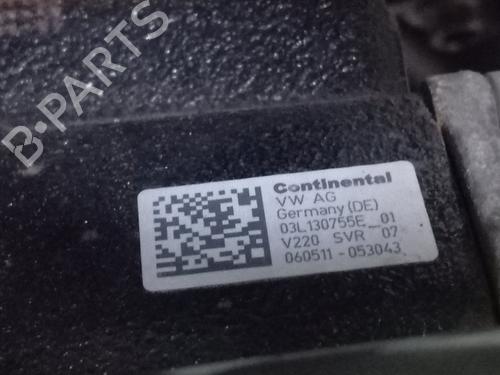 B-PARTS
Continental
VW AG
Germany (DE)
03L130755E_01
V220 SVR 07
060511-053043